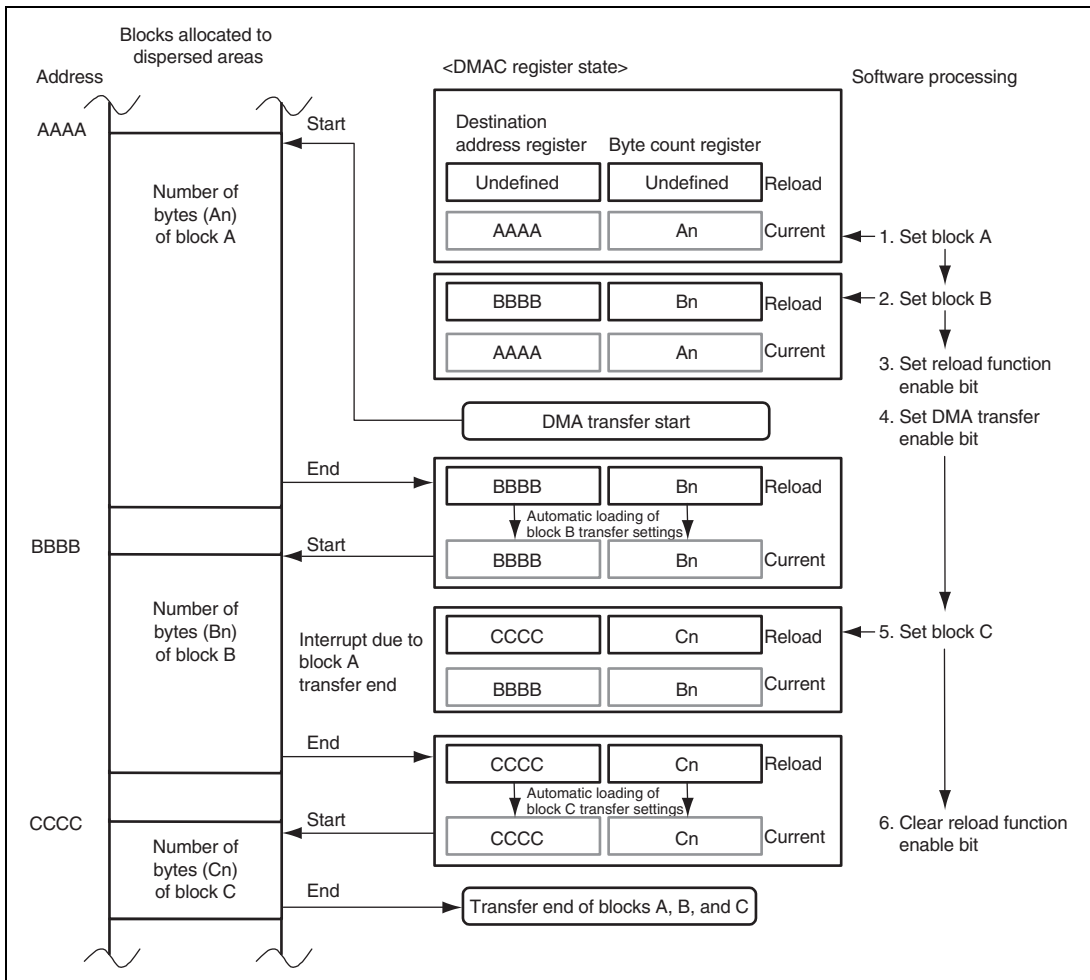 Blocks allocated to
dispersed areas
Address
<DMAC register state>
Software processing
AAAA
Start
Destination
address register
Byte count register
Undefined
Undefined
Reload
Number of
bytes (An)
of block A
AAAA
An
Current
1. Set block A
BBBB
Bn
Reload
2. Set block B
AAAA
An
Current
3. Set reload function
enable bit
DMA transfer start
4. Set DMA transfer
enable bit
End
BBBB
Bn
Reload
Automatic loading of
block B transfer settings
BBBB
Start
BBBB
Bn
Current
Number of
bytes (Bn)
of block B
Interrupt due to
block A
transfer end
CCCC
Cn
Reload
5. Set block C
BBBB
Bn
Current
End
CCCC
Cn
Reload
Automatic loading of
block C transfer settings
CCCC
Start
CCCC
Cn
Current
6. Clear reload function
enable bit
Number of
bytes (Cn)
of block C
End
Transfer end of blocks A, B, and C